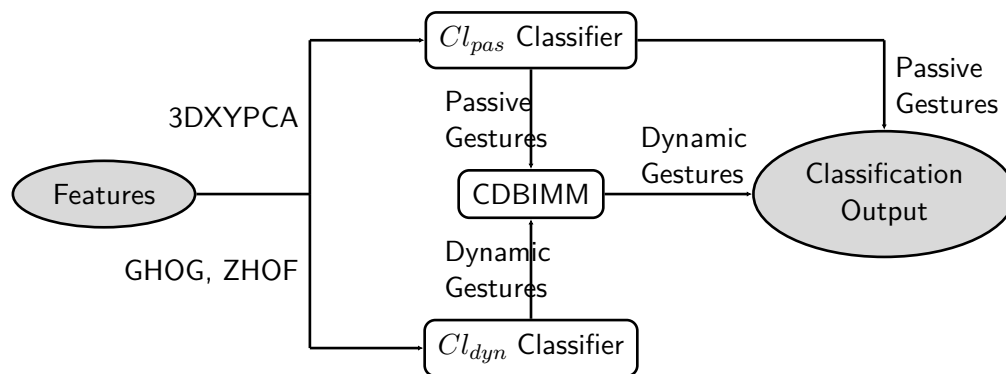 Cl_pas Classifier
3DXYPCA
Passive
Gestures
Passive
Gestures
Features
CDBIMM
Dynamic
Gestures
Classification
Output
GHOG, ZHOF
Dynamic
Gestures
Cl_dyn Classifier